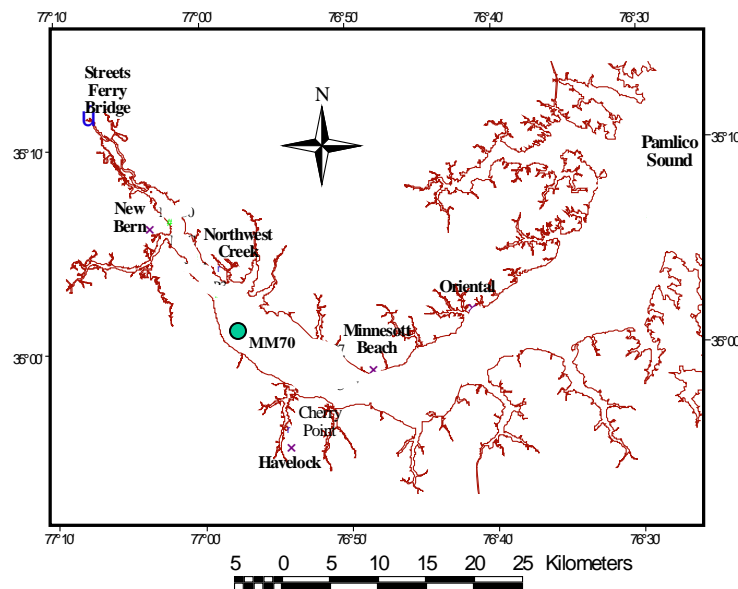 77°10' 77°00' 76°50' 76°40' 76°30'
Streets
Ferry
Bridge
N
35°10' 35°10'
Pamlico
Sound
New
Bern
Northwest
Creek
Oriental
MM70
Minnesott
Beach
35°00' 35°00'
Cherry
Point
Havelock
77°10' 77°00' 76°50' 76°40' 76°30'
5 0 5 10 15 20 25 Kilometers